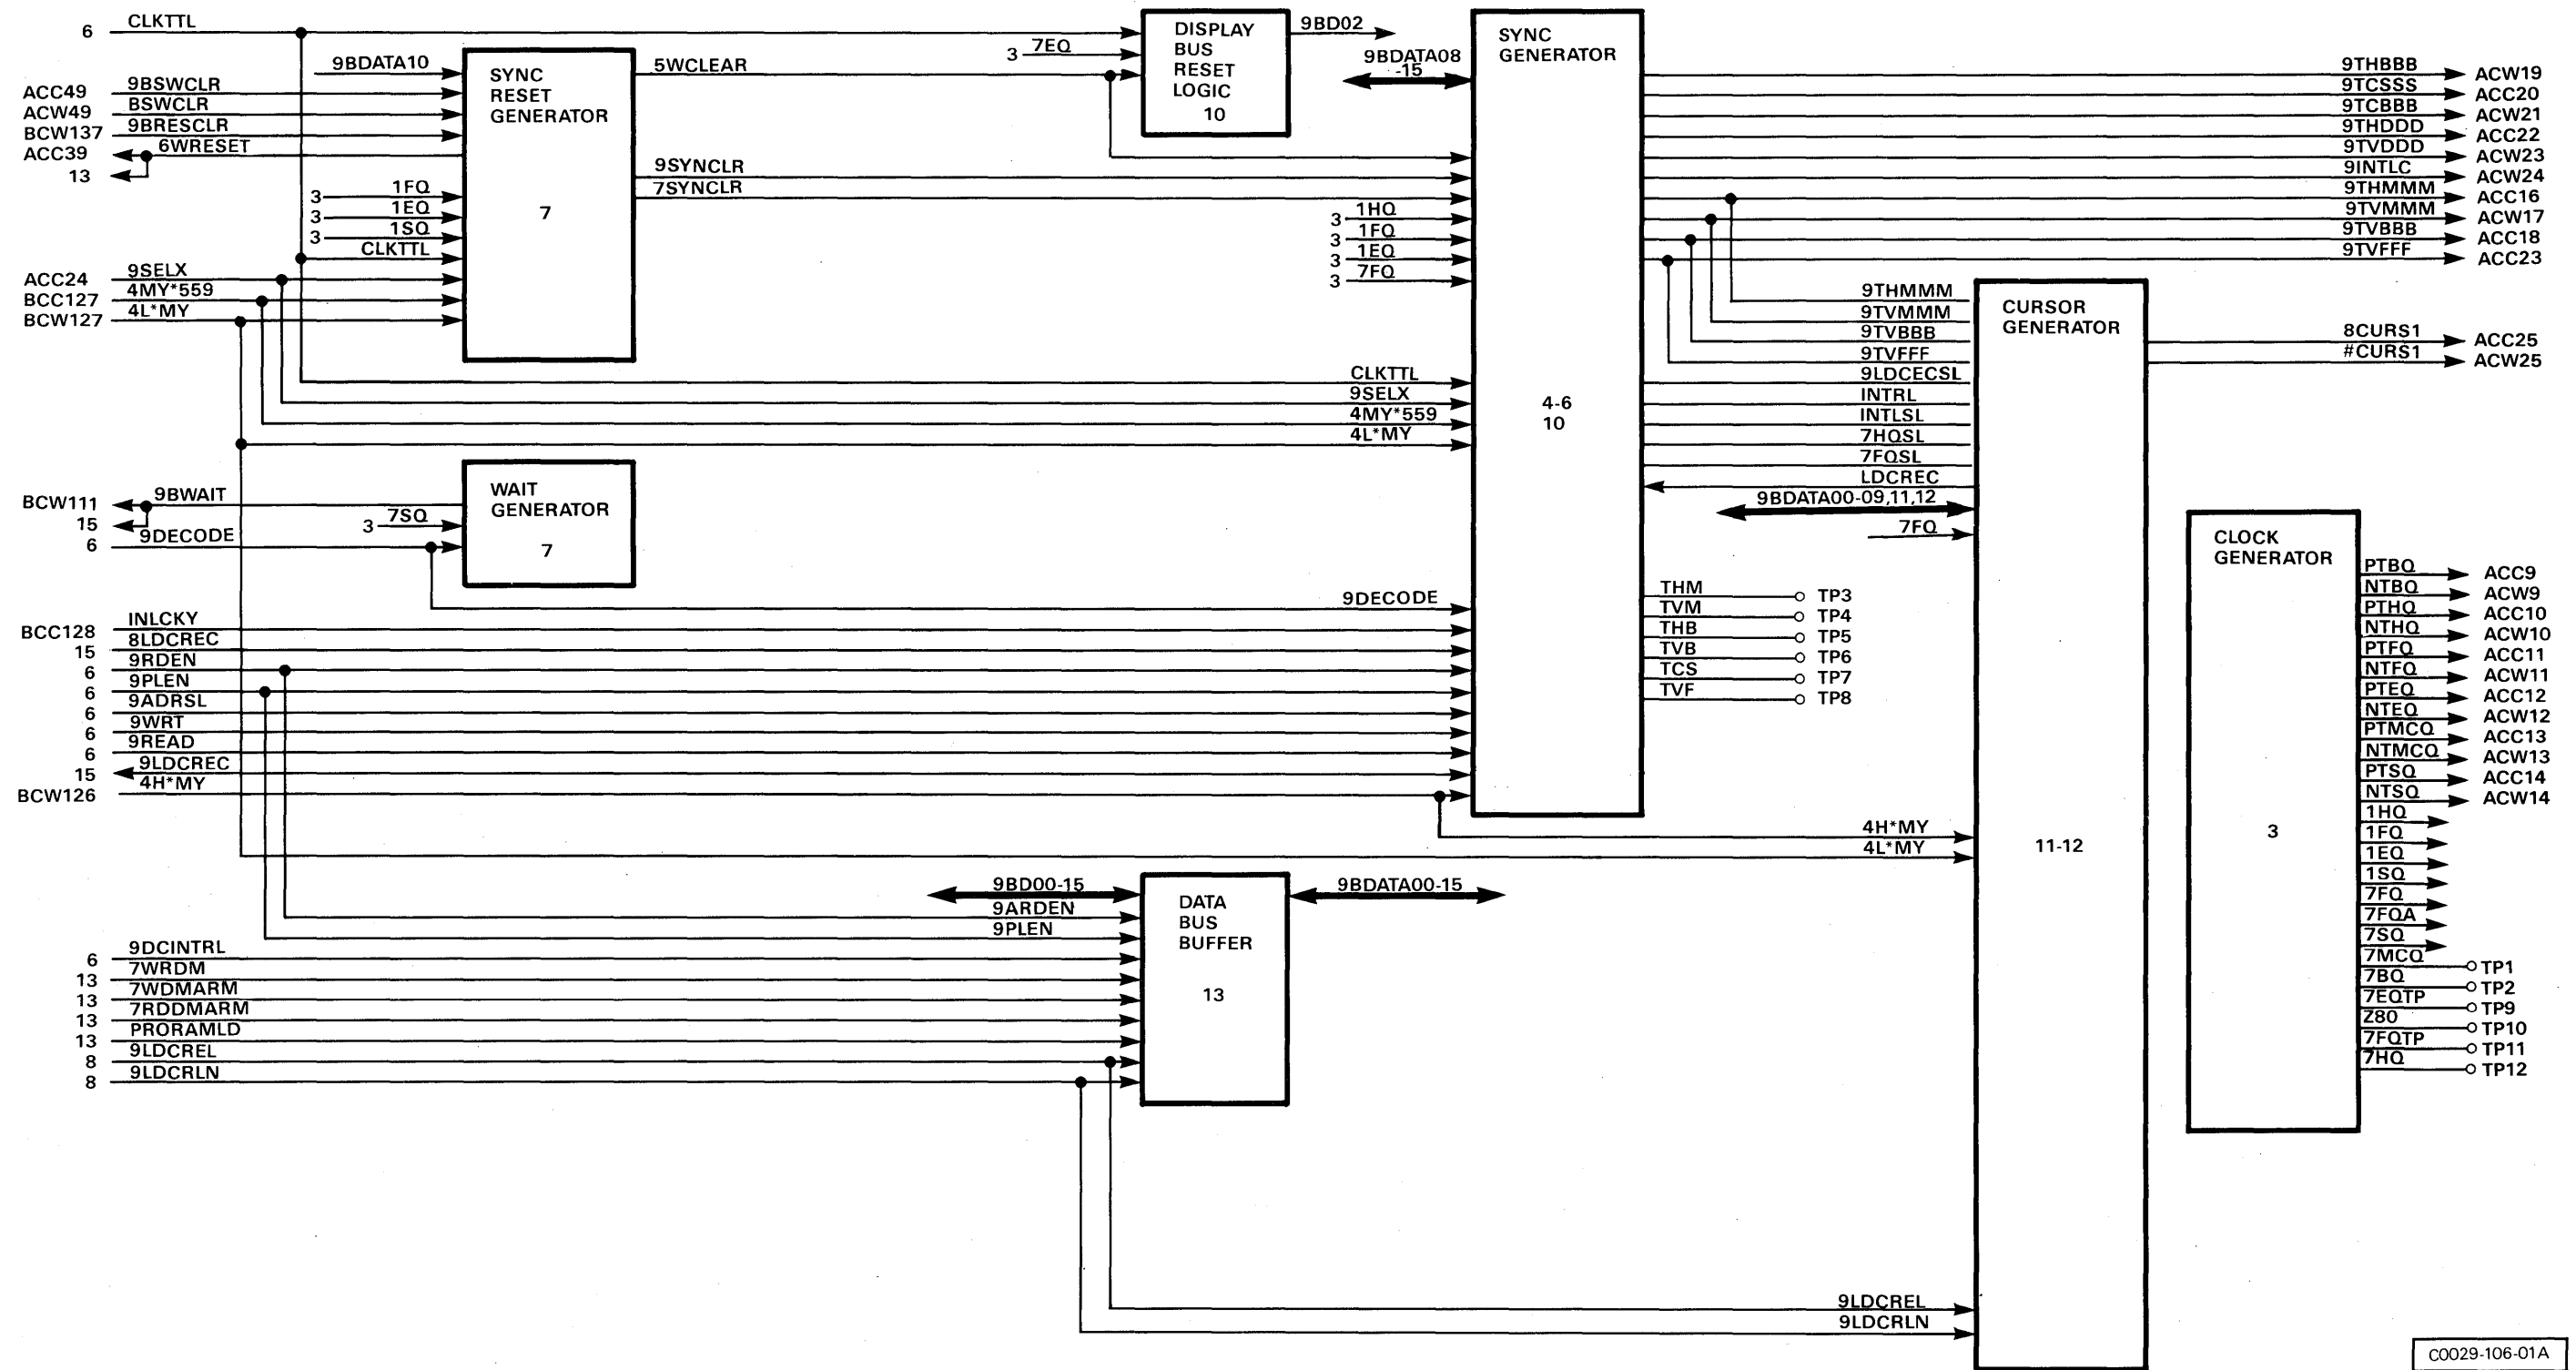 6 CLKTTL
9BDATA10
ACC49 9BSWCLR
ACW49 BSWCLR
BCW137 9BRESCLR
ACC39 6WRESET
13
3 1FQ
3 1EQ
3 1SQ
CLKTTL
ACC24 9SELX
BCC127 4MY*559
BCW127 4L*MY
SYNC
RESET
GENERATOR
7
5WCLEAR
9SYNCLR
7SYNCLR
3 7EQ
DISPLAY
BUS
RESET
LOGIC
10
9BD02
9BDATA08
-15
3 1HQ
3 1FQ
3 1EQ
3 7FQ
CLKTTL
9SELX
4MY*559
4L*MY
SYNC
GENERATOR
4-6
10
9THBBB ACW19
9TCSSS ACC20
9TCBBB ACW21
9THDDD ACC22
9TVDDD ACW23
9INTLC ACW24
9THMMM ACC16
9TVMMM ACW17
9TVBBB ACC18
9TVFFF ACC23
9THMMM
9TVMMM
9TVBBB
9TVFFF
9LDCECSL
INTRL
INTLSL
7HQSL
7FQSL
LDCREC
9BDATA00-09,11,12
7FQ
CURSOR
GENERATOR
11-12
8CURS1 ACC25
#CURS1 ACW25
BCW111 9BWAIT
15
3 7SQ
6 9DECODE
WAIT
GENERATOR
7
9DECODE
BCC128 INLCKY
15 8LDCREC
6 9RDEN
6 9PLEN
6 9ADRSL
6 9WRT
6 9READ
15 9LDCREC
BCW126 4H*MY
THM TP3
TVM TP4
THB TP5
TVB TP6
TCS TP7
TVF TP8
4H*MY
4L*MY
9BD00-15
9ARDEN
9PLEN
6 9DCINTRL
13 7WRDM
13 7WDMARM
13 7RDDMARM
13 PRORAMLD
8 9LDCREL
8 9LDCRLN
DATA
BUS
BUFFER
13
9BDATA00-15
9LDCREL
9LDCRLN
CLOCK
GENERATOR
3
PTBQ ACC9
NTBQ ACW9
PTHQ ACC10
NTHQ ACW10
PTFQ ACC11
NTFQ ACW11
PTEQ ACC12
NTEQ ACW12
PTMCQ ACC13
NTMCQ ACW13
PTSQ ACC14
NTSQ ACW14
1HQ
1FQ
1EQ
1SQ
7FQ
7FQA
7SQ
7MCQ TP1
7BQ TP2
7EQTP TP9
Z80 TP10
7FQTP TP11
7HQ TP12
C0029-106-01A